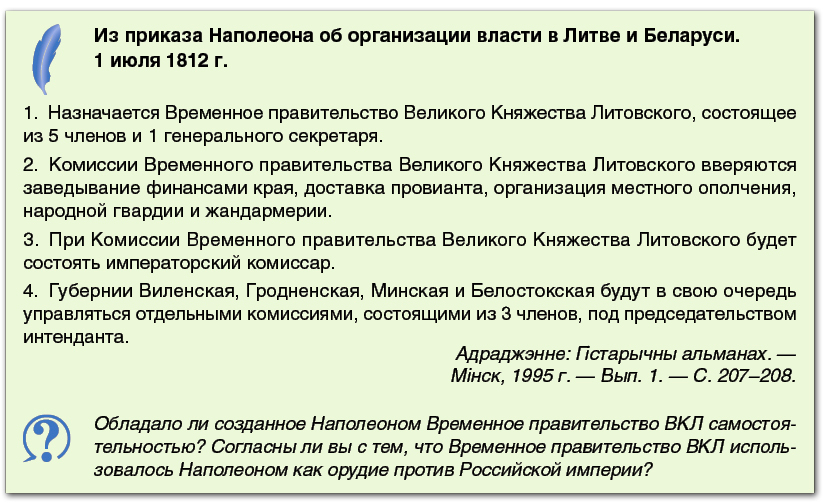 Из приказа Наполеона об организации власти в Литве и Беларуси.
1 июля 1812 г.
1. Назначается Временное правительство Великого Княжества Литовского, состоящее
из 5 членов и 1 генерального секретаря.
2. Комиссии Временного правительства Великого Княжества Литовского вверяются
заведывание финансами края, доставка провианта, организация местного ополчения,
народной гвардии и жандармерии.
3. При Комиссии Временного правительства Великого Княжества Литовского будет
состоять императорский комиссар.
4. Губернии Виленская, Гродненская, Минская и Белостокская будут в свою очередь
управляться отдельными комиссиями, состоящими из 3 членов, под председательством
интенданта.
Адраджэнне: Гістарычны альманах. —
Мінск, 1995 г. — Вып. 1. — С. 207–208.
Обладало ли созданное Наполеоном Временное правительство ВКЛ самостоя-
тельностью? Согласны ли вы с тем, что Временное правительство ВКЛ исполь-
зовалось Наполеоном как орудие против Российской империи?